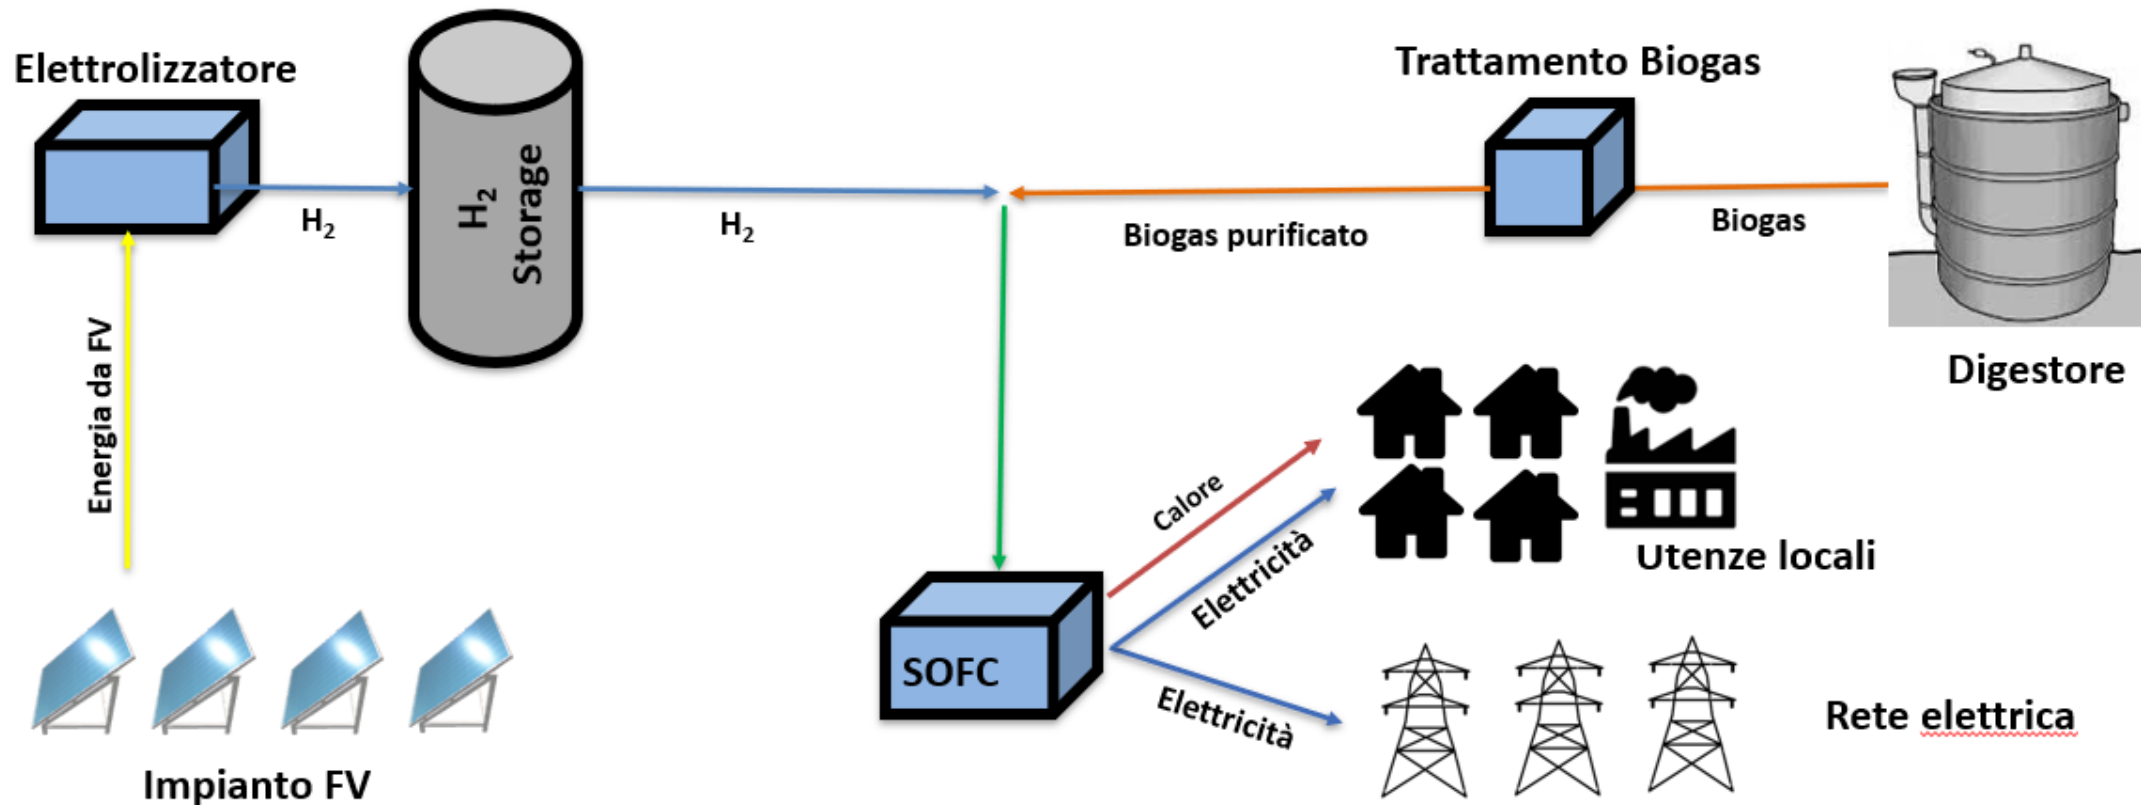 Elettrolizzatore
Trattamento Biogas
H₂
Storage
H₂
H₂
Biogas purificato
Biogas
Digestore
Energia da FV
Calore
Elettricità
Utenze locali
SOFC
Elettricità
Rete elettrica
Impianto FV